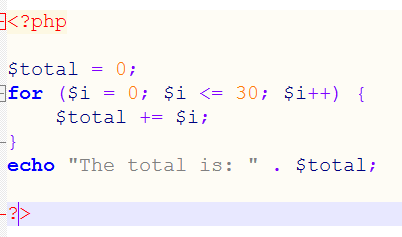 <?php
$total = 0;
for ($i = 0; $i <= 30; $i++) {
    $total += $i;
}
echo "The total is: " . $total;
?>